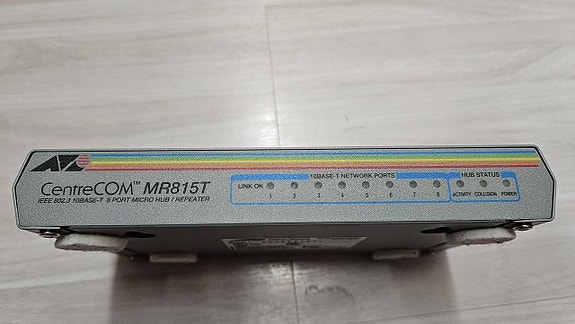 CentreCOM™ MR815T
IEEE 802.3 10BASE-T 8 PORT MICRO HUB / REPEATER
10BASE-T NETWORK PORTS
LINK OK
1 2 3 4 5 6 7 8
HUB STATUS
ACTIVITY COLLISION POWER